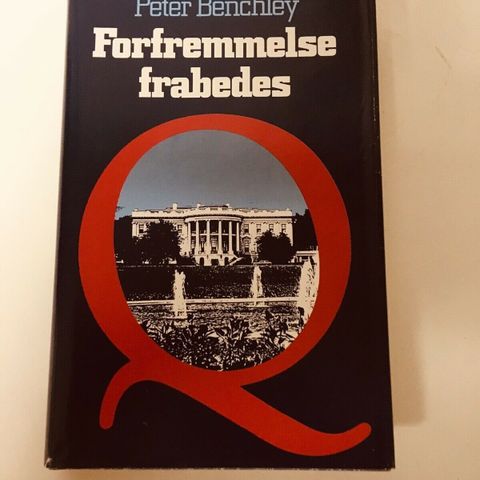 Peter Benchley
Forfremmelse
frabedes
Q